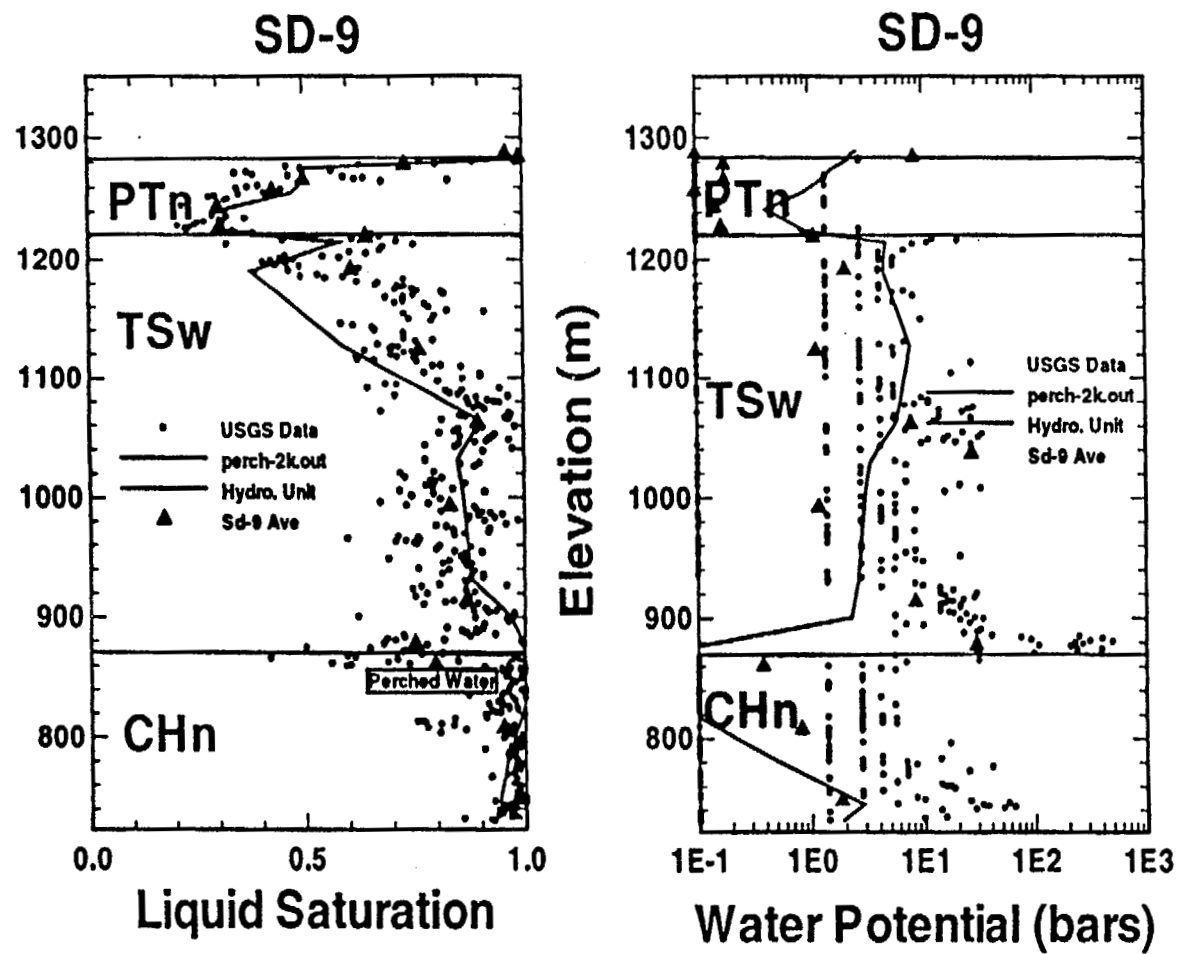 SD-9
1300
1200
1100
1000
900
800
PTn
TSw
USGS Data
perch-2k.out
Hydro. Unit
Sd-9 Ave
Perched Water
CHn
0.0 0.5 1.0
Liquid Saturation
SD-9
Elevation (m)
1300
1200
1100
1000
900
800
PTn
TSw
USGS Data
perch-2k.out
Hydro. Unit
Sd-9 Ave
CHn
1E-1 1E0 1E1 1E2 1E3
Water Potential (bars)